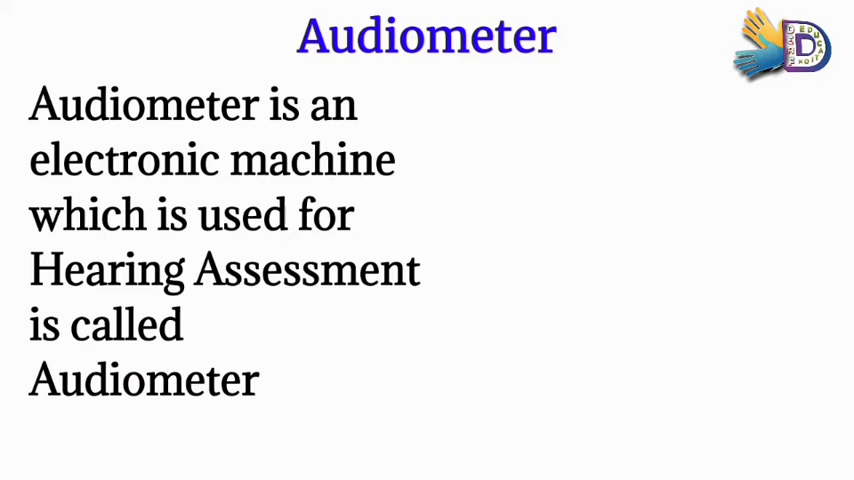 Audiometer
Audiometer is an
electronic machine
which is used for
Hearing Assessment
is called
Audiometer
D